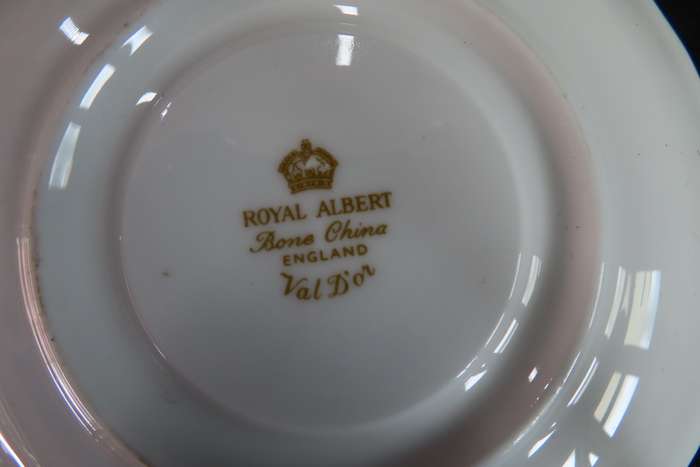 ROYAL ALBERT
Bone China
ENGLAND
Val D'or